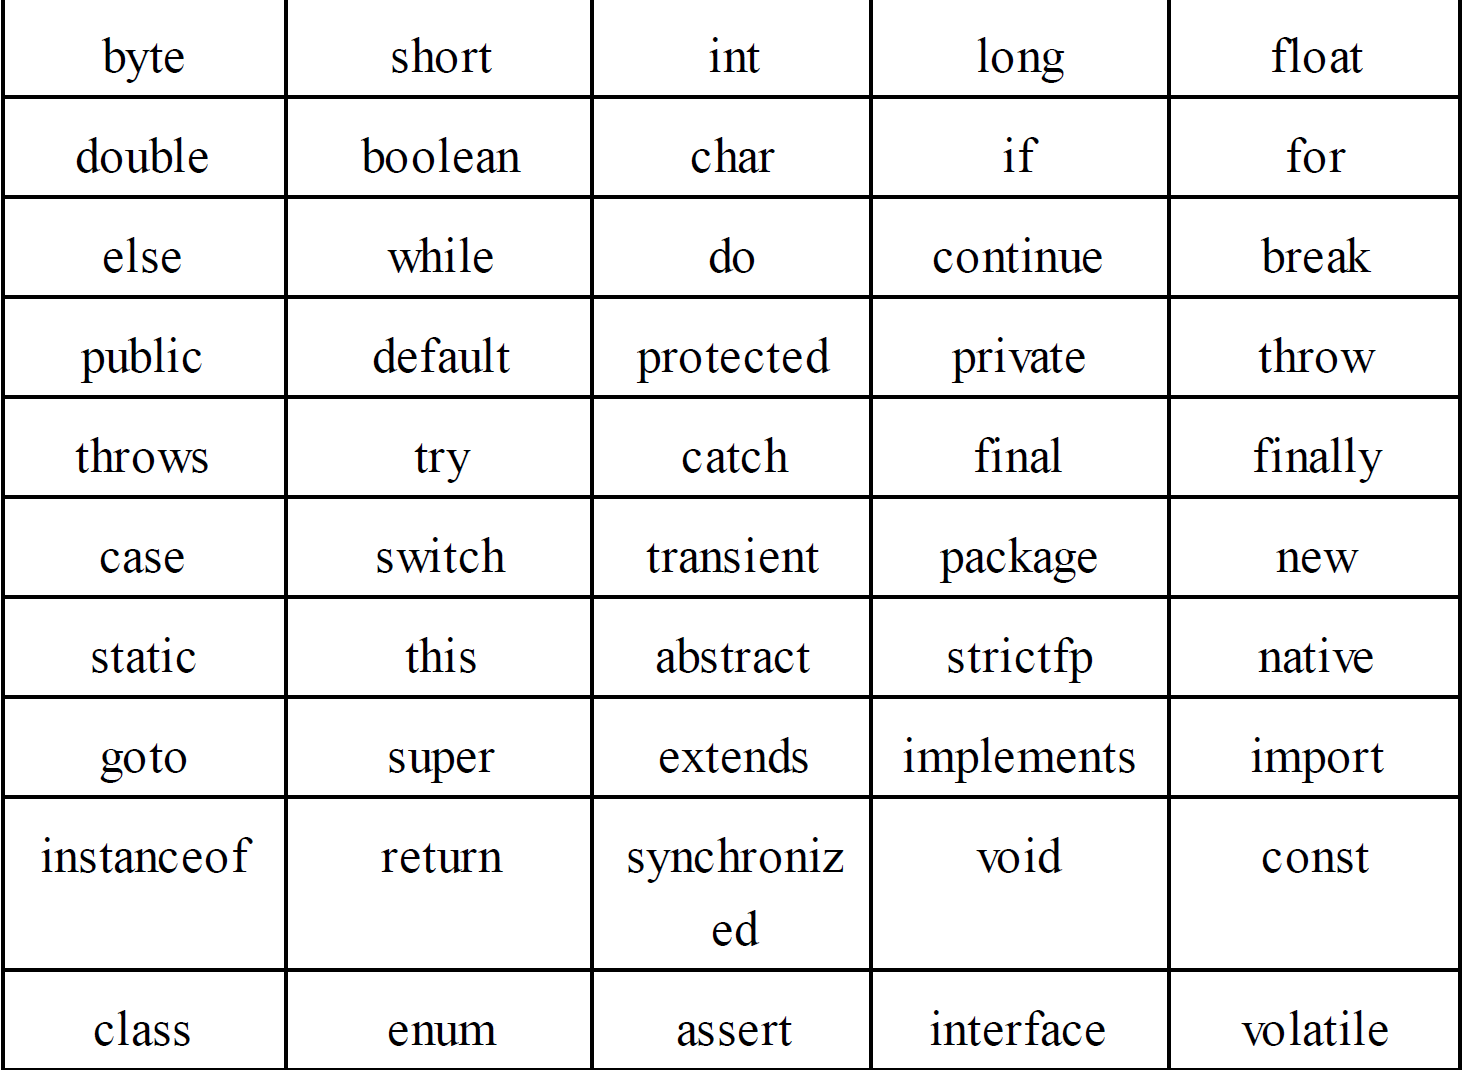 byte short int long float
double boolean char if for
else while do continue break
public default protected private throw
throws try catch final finally
case switch transient package new
static this abstract strictfp native
goto super extends implements import
instanceof return synchroniz void const
ed
class enum assert interface volatile